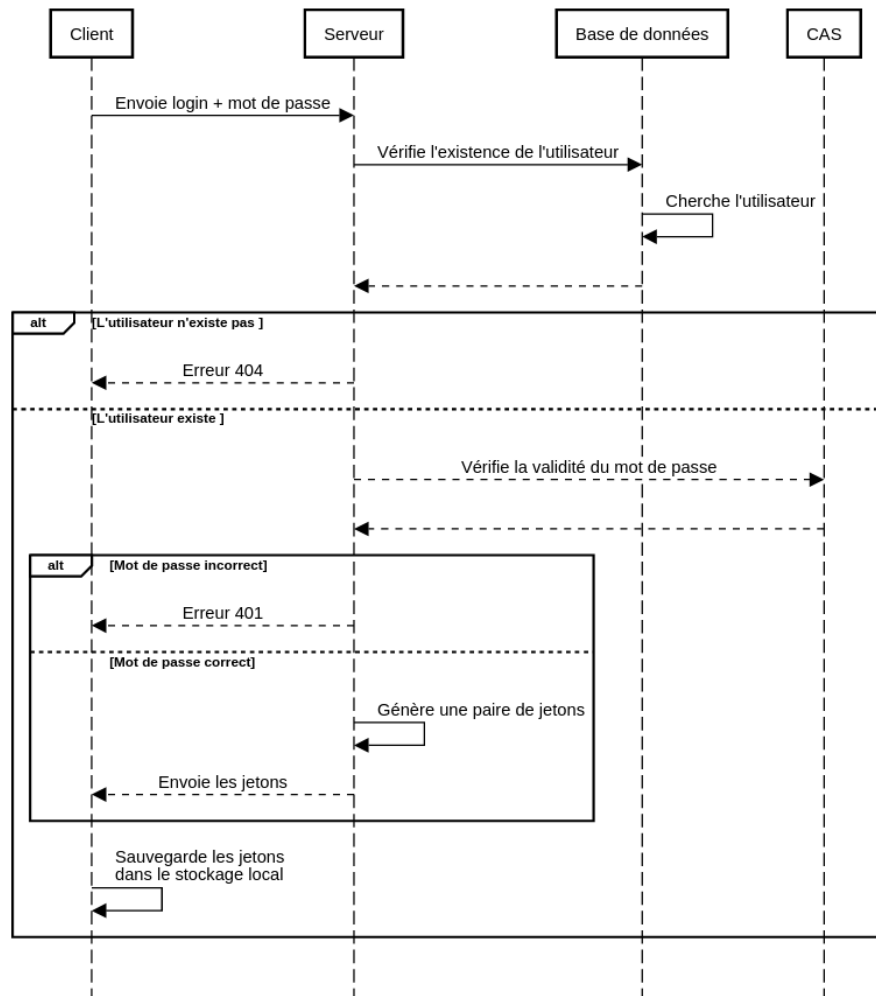 Client
Serveur
Base de données
CAS
Envoie login + mot de passe
Vérifie l'existence de l'utilisateur
Cherche l'utilisateur
alt
[L'utilisateur n'existe pas ]
Erreur 404
[L'utilisateur existe ]
Vérifie la validité du mot de passe
alt
[Mot de passe incorrect]
Erreur 401
[Mot de passe correct]
Génère une paire de jetons
Envoie les jetons
Sauvegarde les jetons
dans le stockage local